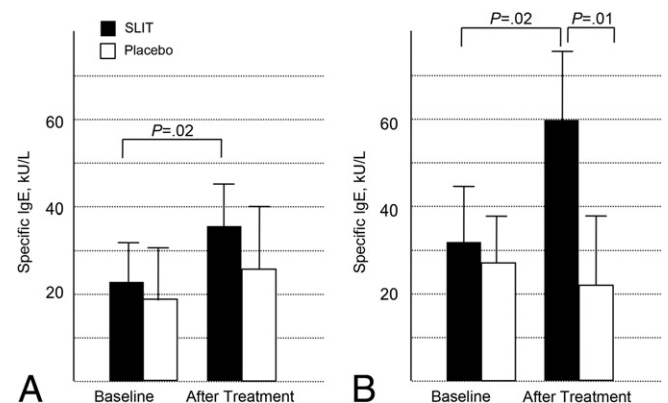 SLIT
Placebo
P=.02
60
40
20
Specific IgE, kU/L
A
Baseline
After Treatment
P=.02
P=.01
60
40
20
Specific IgE, kU/L
B
Baseline
After Treatment